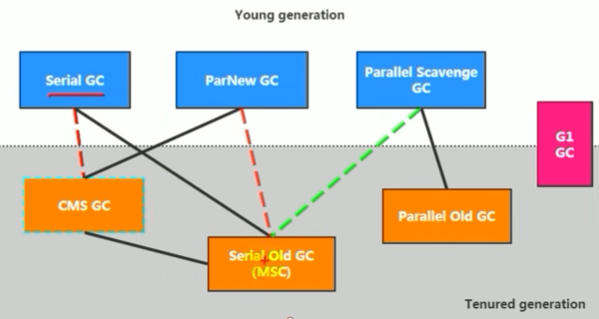 Young generation
Serial GC
ParNew GC
Parallel Scavenge
GC
G1
GC
CMS GC
Parallel Old GC
Serial Old GC
(MSC)
Tenured generation